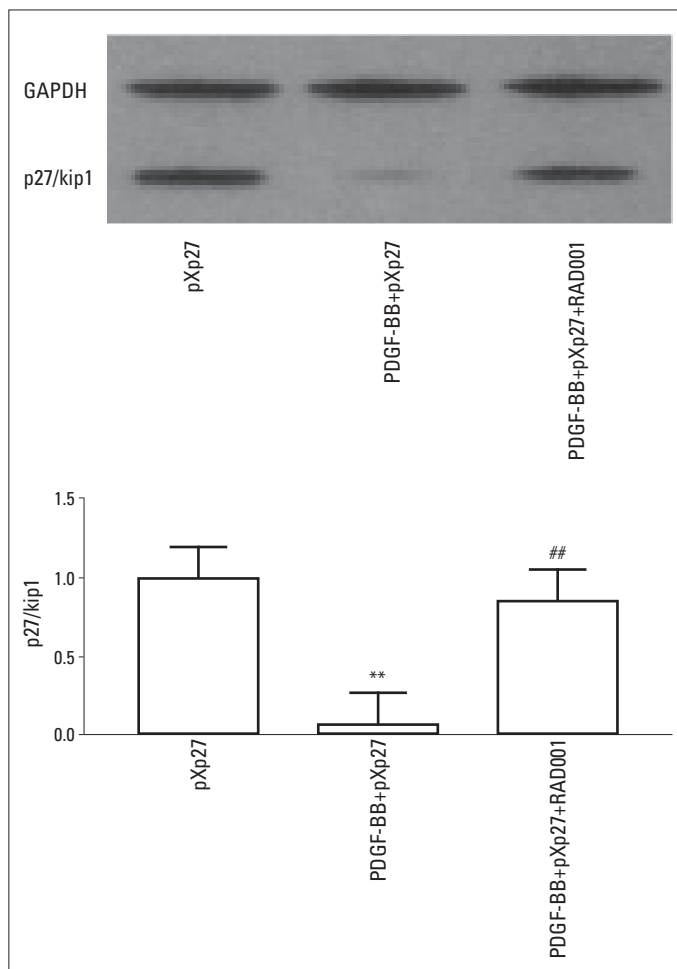 GAPDH
p27/kip1
pXp27
PDGF-BB+pXp27
PDGF-BB+pXp27+RAD001
p27/kip1
1.5
1.0
0.5
0.0
**
##
pXp27
PDGF-BB+pXp27
PDGF-BB+pXp27+RAD001